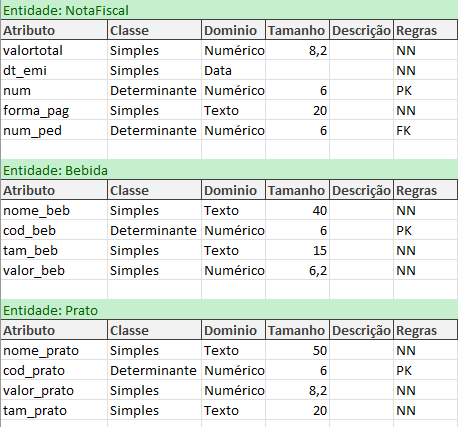 Entidade: NotaFiscal
Atributo Classe Dominio Tamanho Descrição Regras
valortotal Simples Numérico 8,2 NN
dt_emi Simples Data NN
num Determinante Numérico 6 PK
forma_pag Simples Texto 20 NN
num_ped Determinante Numérico 6 FK
Entidade: Bebida
Atributo Classe Dominio Tamanho Descrição Regras
nome_beb Simples Texto 40 NN
cod_beb Determinante Numérico 6 PK
tam_beb Simples Texto 15 NN
valor_beb Simples Numérico 6,2 NN
Entidade: Prato
Atributo Classe Dominio Tamanho Descrição Regras
nome_prato Simples Texto 50 NN
cod_prato Determinante Numérico 6 PK
valor_prato Simples Numérico 8,2 NN
tam_prato Simples Texto 20 NN